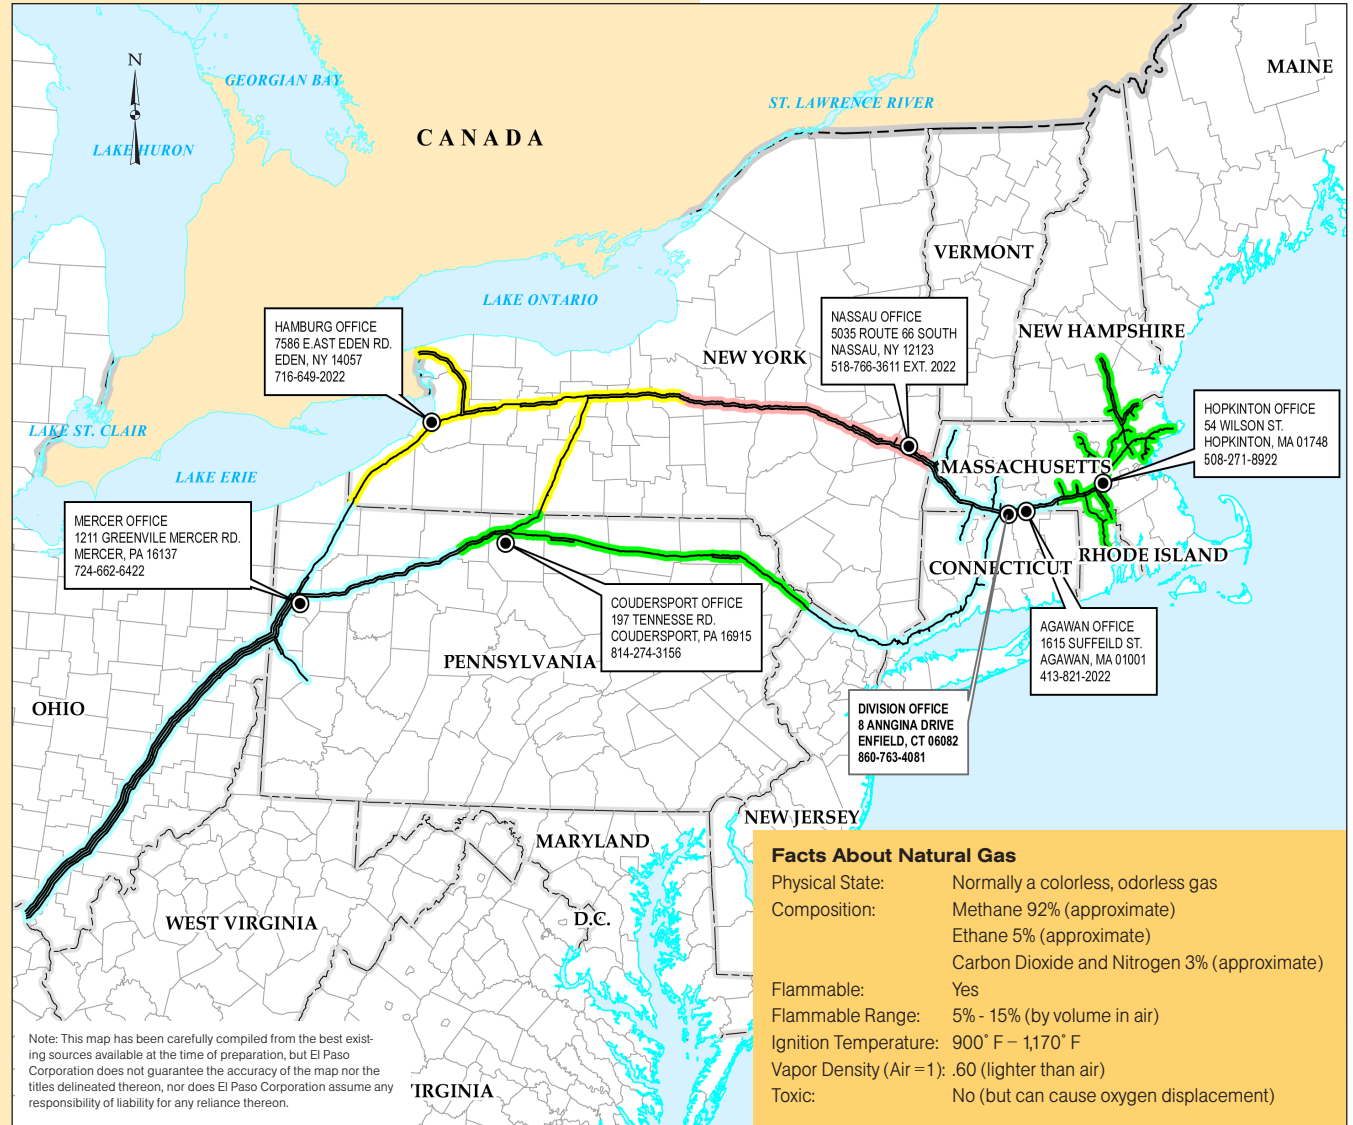 N
GEORGIAN BAY
LAKE HURON
CANADA
ST. LAWRENCE RIVER
MAINE
VERMONT
LAKE ONTARIO
NEW HAMPSHIRE
NEW YORK
HAMBURG OFFICE
7586 E.AST EDEN RD.
EDEN, NY 14057
716-649-2022
NASSAU OFFICE
5035 ROUTE 66 SOUTH
NASSAU, NY 12123
518-766-3611 EXT. 2022
HOPKINTON OFFICE
54 WILSON ST.
HOPKINTON, MA 01748
508-271-8922
LAKE ST. CLAIR
LAKE ERIE
MASSACHUSETTS
MERCER OFFICE
1211 GREENVILE MERCER RD.
MERCER, PA 16137
724-662-6422
RHODE ISLAND
CONNECTICUT
COUDERSPORT OFFICE
197 TENNESSE RD.
COUDERSPORT, PA 16915
814-274-3156
AGAWAN OFFICE
1615 SUFFEILD ST.
AGAWAN, MA 01001
413-821-2022
PENNSYLVANIA
OHIO
DIVISION OFFICE
8 ANNGINA DRIVE
ENFIELD, CT 06082
860-763-4081
NEW JERSEY
MARYLAND
WEST VIRGINIA
D.C.
Facts About Natural Gas
Physical State: Normally a colorless, odorless gas
Composition: Methane 92% (approximate)
Ethane 5% (approximate)
Carbon Dioxide and Nitrogen 3% (approximate)
Flammable: Yes
Flammable Range: 5% - 15% (by volume in air)
Ignition Temperature: 900° F – 1,170° F
Vapor Density (Air =1): .60 (lighter than air)
Toxic: No (but can cause oxygen displacement)
Note: This map has been carefully compiled from the best exist-
ing sources available at the time of preparation, but El Paso
Corporation does not guarantee the accuracy of the map nor the
titles delineated thereon, nor does El Paso Corporation assume any
responsibility of liability for any reliance thereon.
IRGINIA